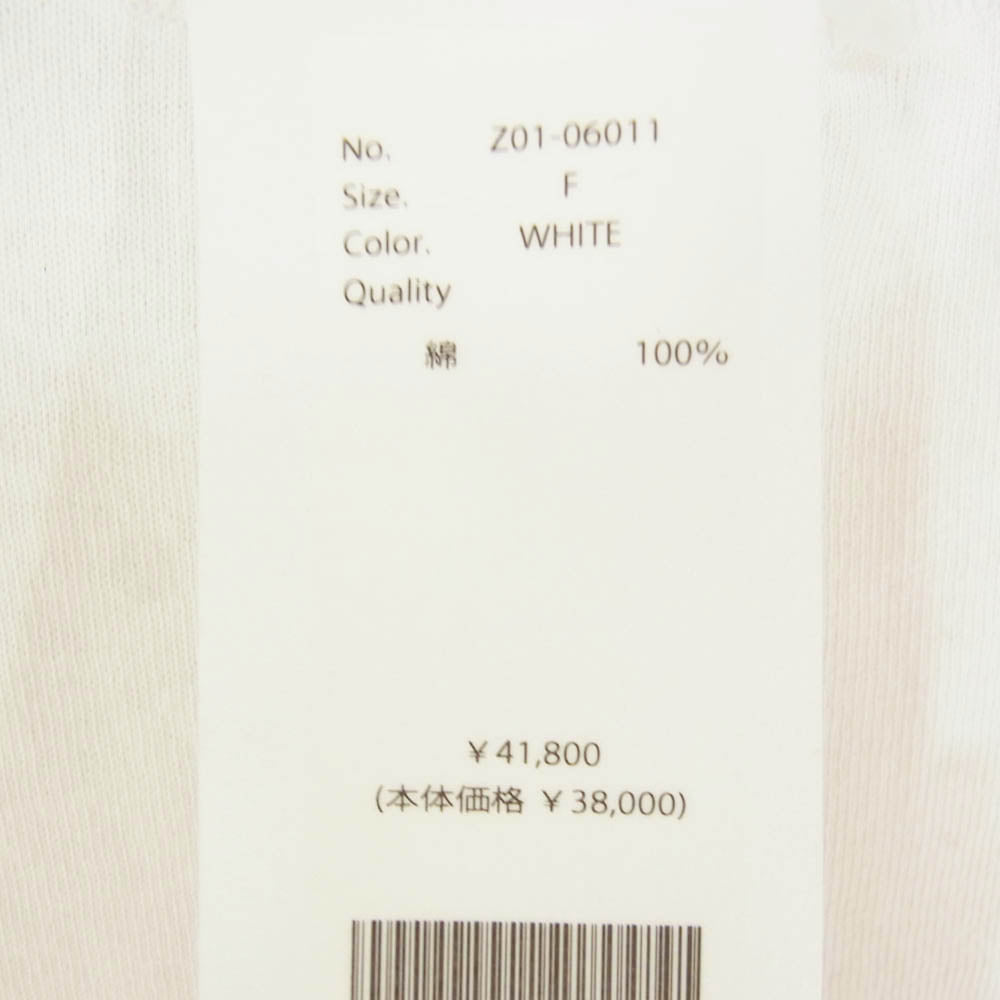 No. Z01-06011
Size. F
Color. WHITE
Quality
綿 100%
¥41,800
(本体価格 ¥38,000)